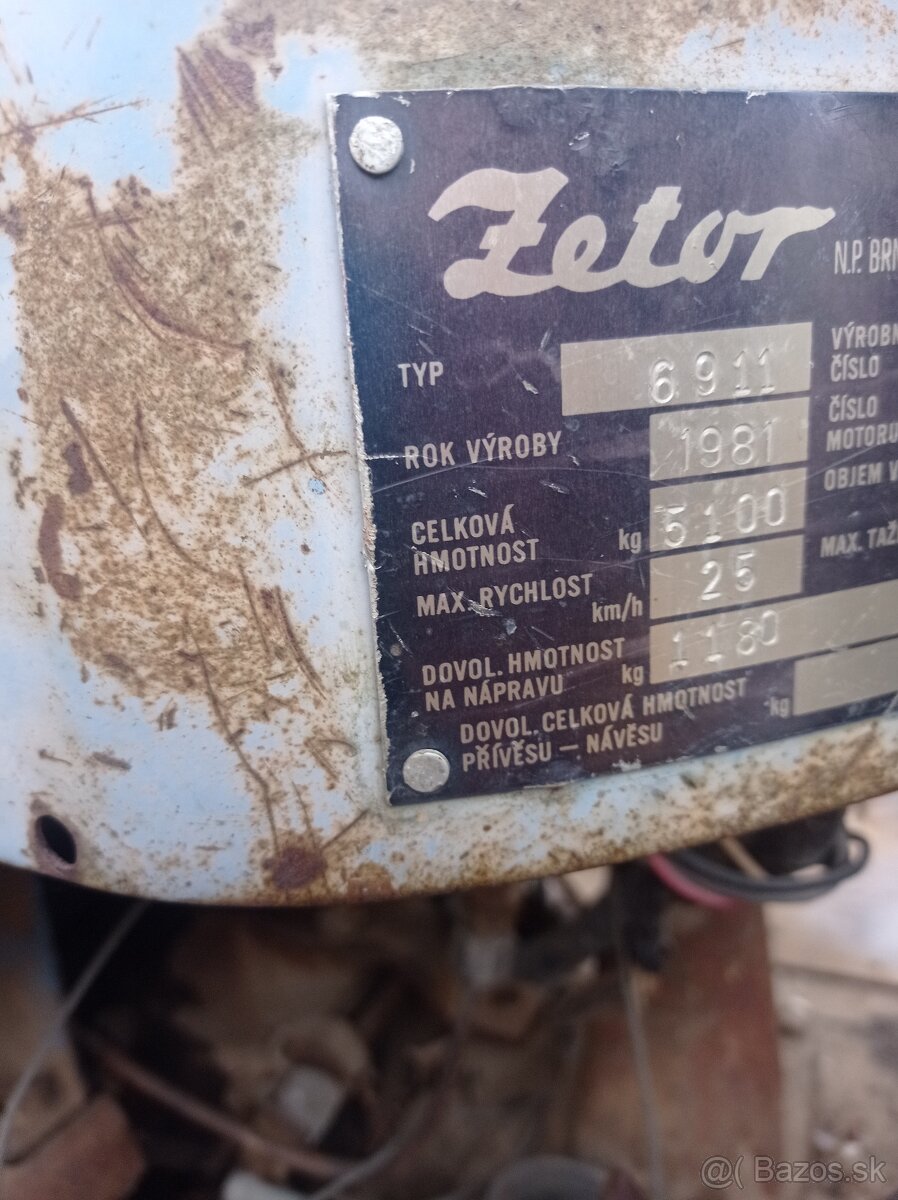 Zetor
N.P. BRN
TYP 6911
VÝROBN
ČÍSLO
ROK VÝROBY 1981
ČÍSLO
MOTORU
OBJEM V
CELKOVÁ
HMOTNOST kg 5100
MAX. TAŽ
MAX. RYCHLOST
km/h 25
DOVOL. HMOTNOST
NA NÁPRAVU kg 1180
DOVOL. CELKOVÁ HMOTNOST kg
PŘÍVĚSU – NÁVĚSU
@( Bazos.sk